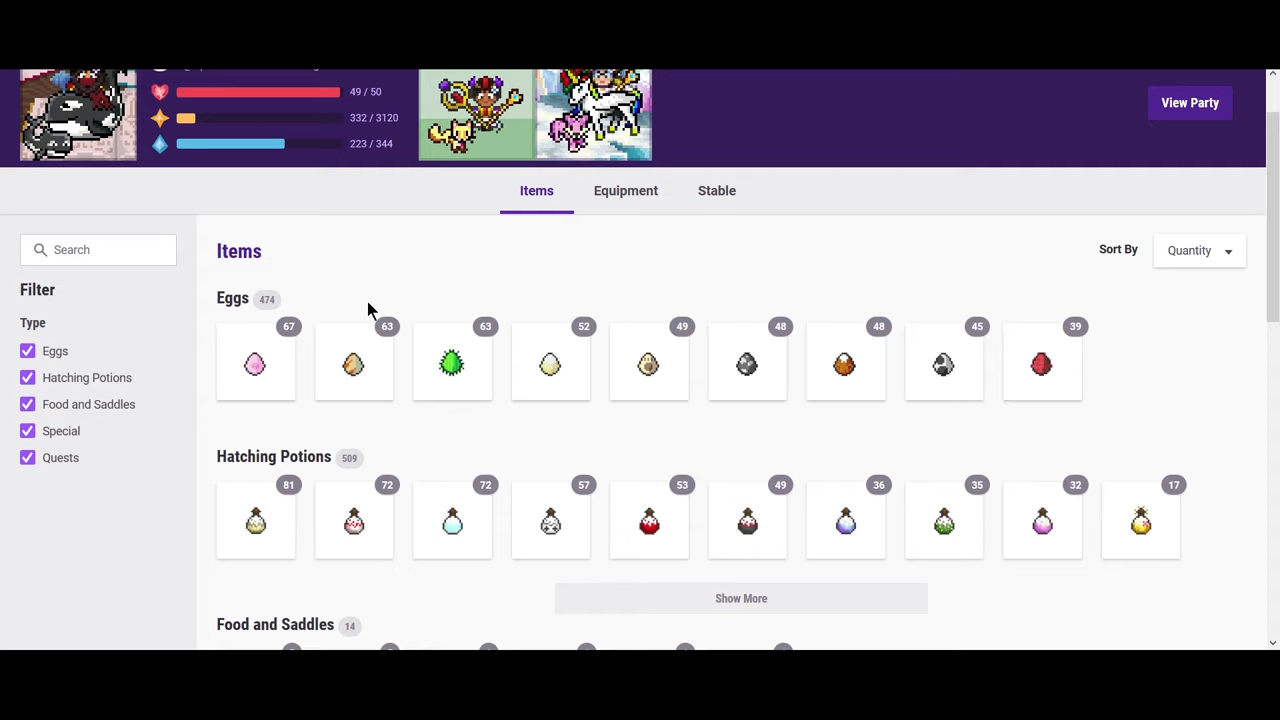 49 / 50
332 / 3120
223 / 344
View Party
Items Equipment Stable
Search
Filter
Type
Eggs
Hatching Potions
Food and Saddles
Special
Quests
Items
Sort By Quantity
Eggs 474
67 63 63 52 49 48 48 45 39
Hatching Potions 509
81 72 72 57 53 49 36 35 32 17
Show More
Food and Saddles 14